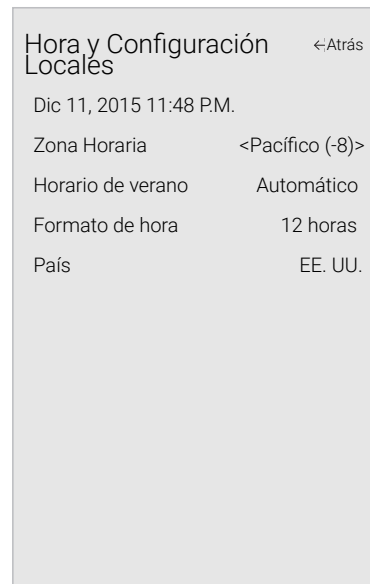 Hora y Configuración ←Atrás
Locales
Dic 11, 2015 11:48 P.M.
Zona Horaria <Pacífico (-8)>
Horario de verano Automático
Formato de hora 12 horas
País EE. UU.